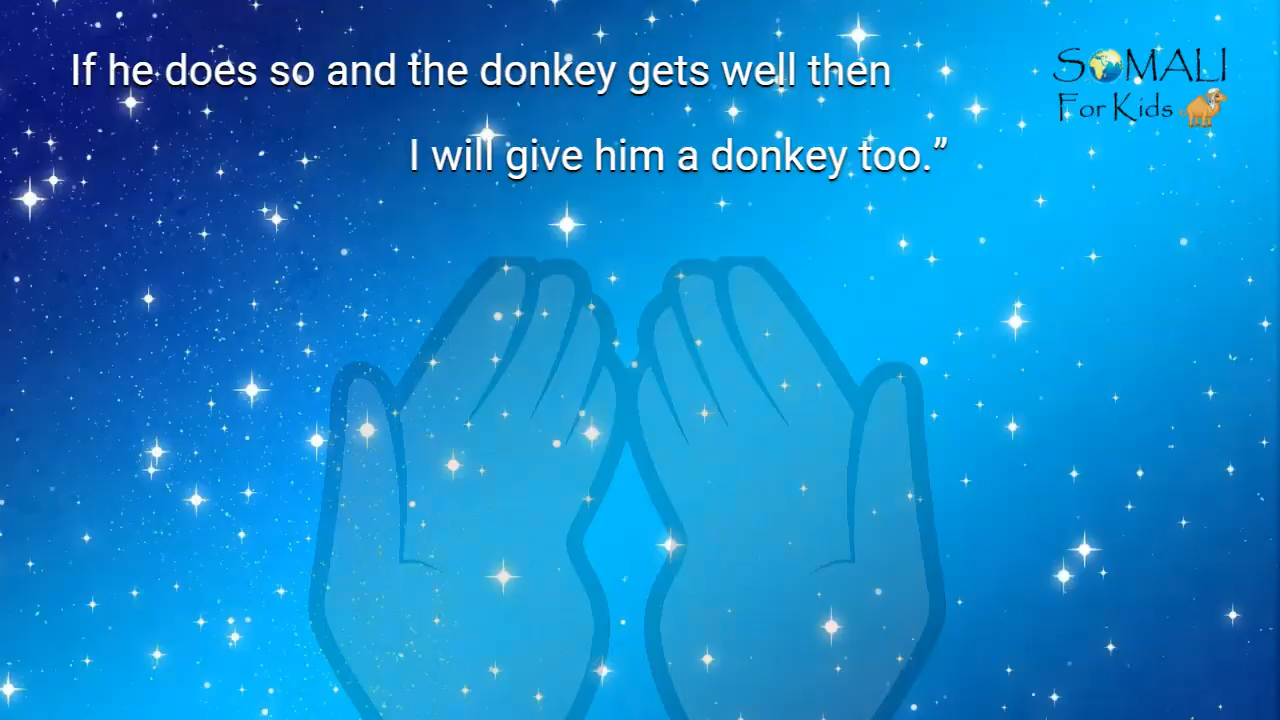 If he does so and the donkey gets well then
I will give him a donkey too.”
SOMALI
For Kids